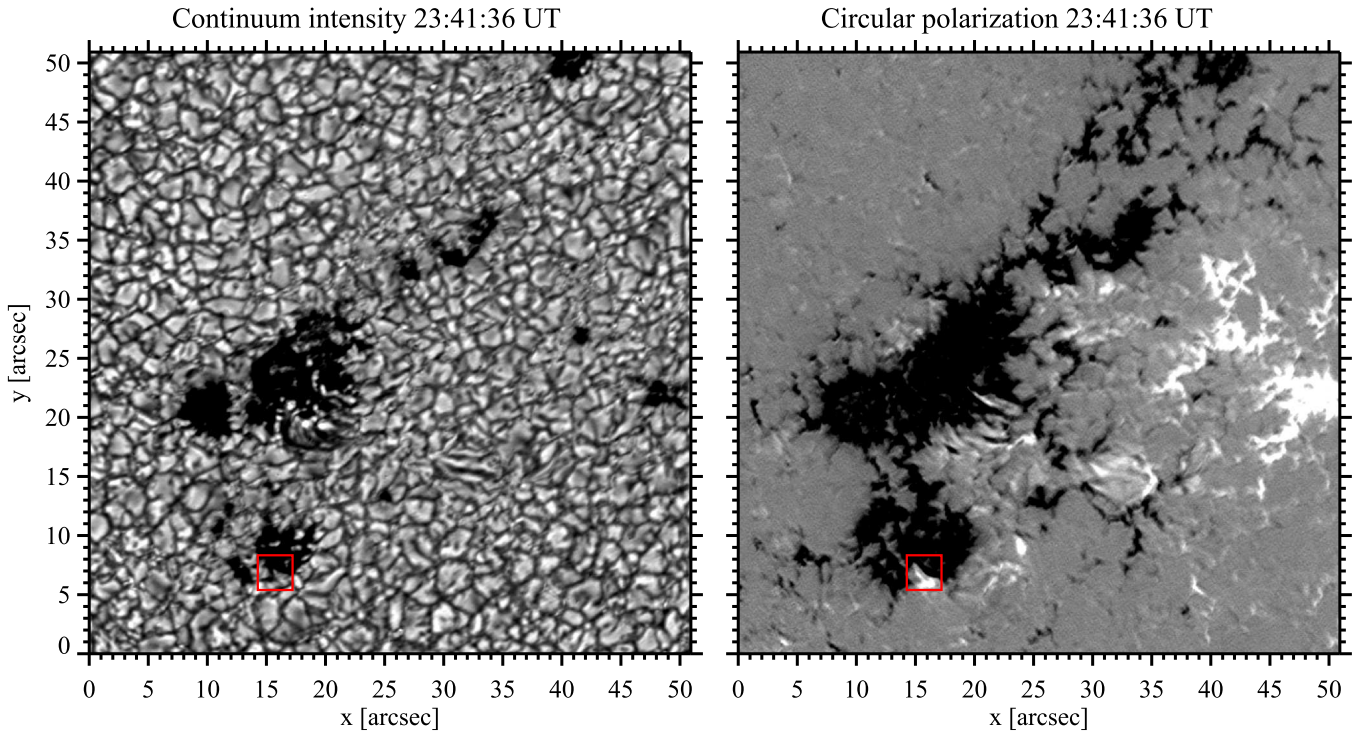 Continuum intensity 23:41:36 UT
Circular polarization 23:41:36 UT
50
45
40
35
30
25
20
15
10
5
0
y [arcsec]
0 5 10 15 20 25 30 35 40 45 50
0 5 10 15 20 25 30 35 40 45 50
x [arcsec]
x [arcsec]